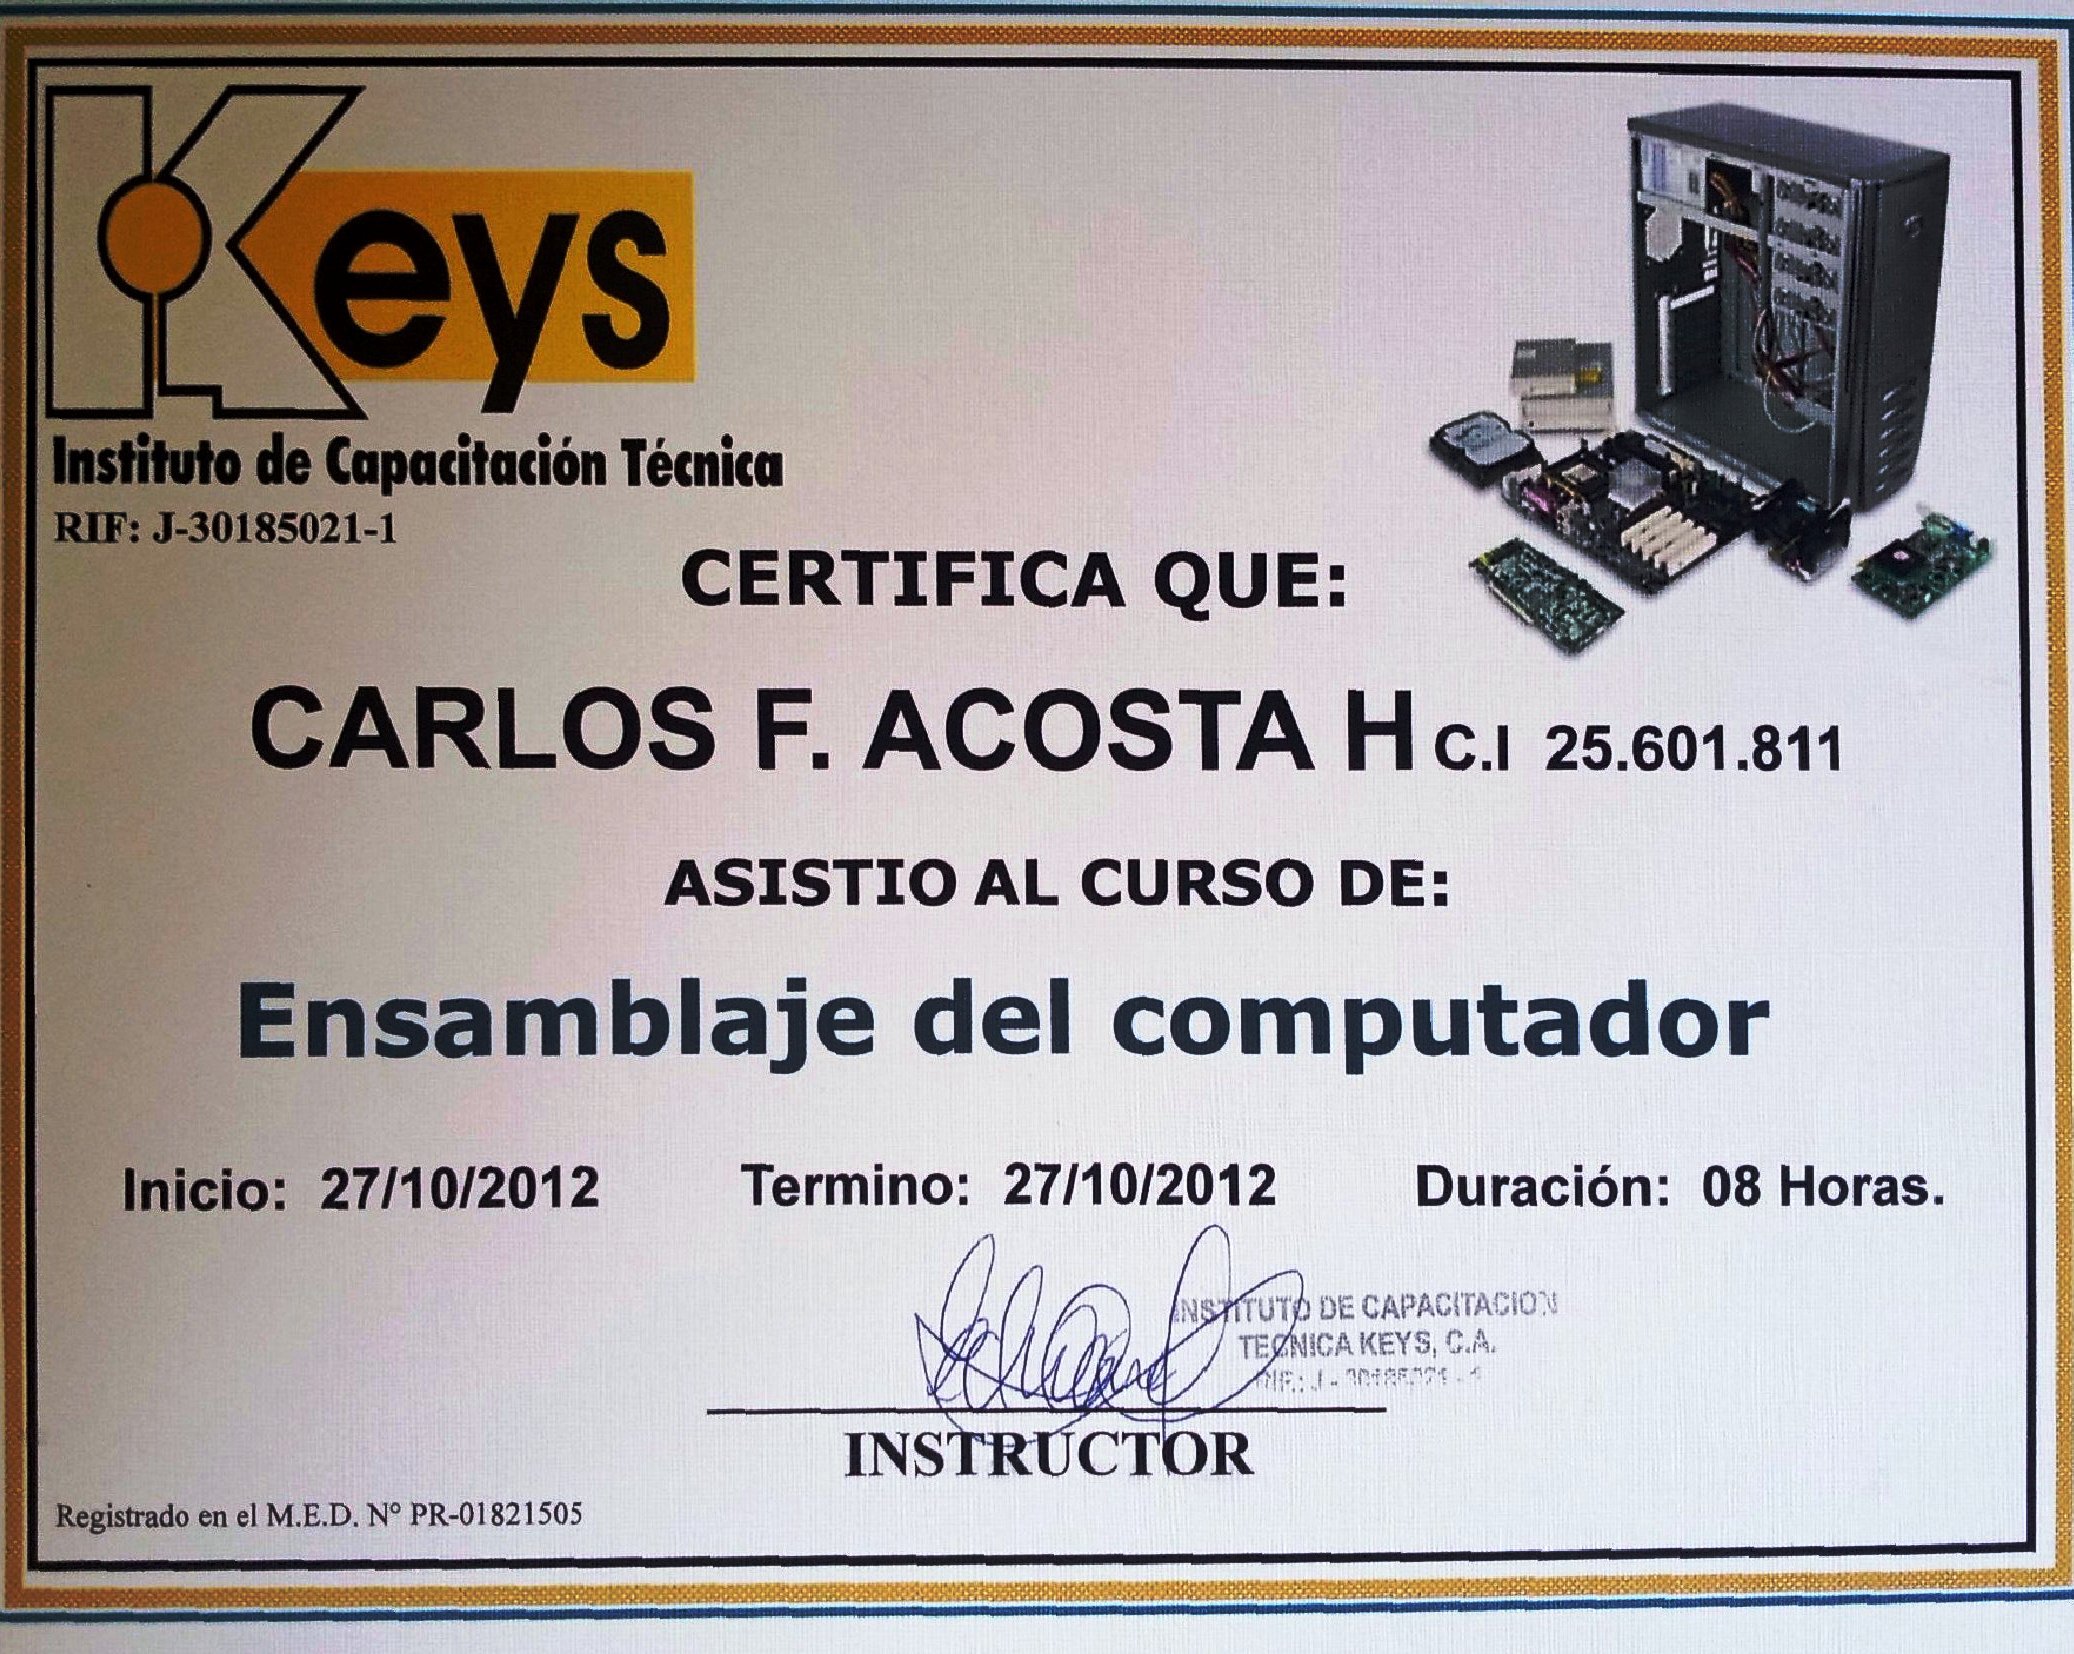 Keys
Instituto de Capacitación Técnica
RIF: J-30185021-1
CERTIFICA QUE:
CARLOS F. ACOSTA H C.I 25.601.811
ASISTIO AL CURSO DE:
Ensamblaje del computador
Inicio: 27/10/2012 Termino: 27/10/2012 Duración: 08 Horas.
INSTITUTO DE CAPACITACION
TECNICA KEYS, C.A.
RIF.: J - 30185021 - 1
INSTRUCTOR
Registrado en el M.E.D. N° PR-01821505